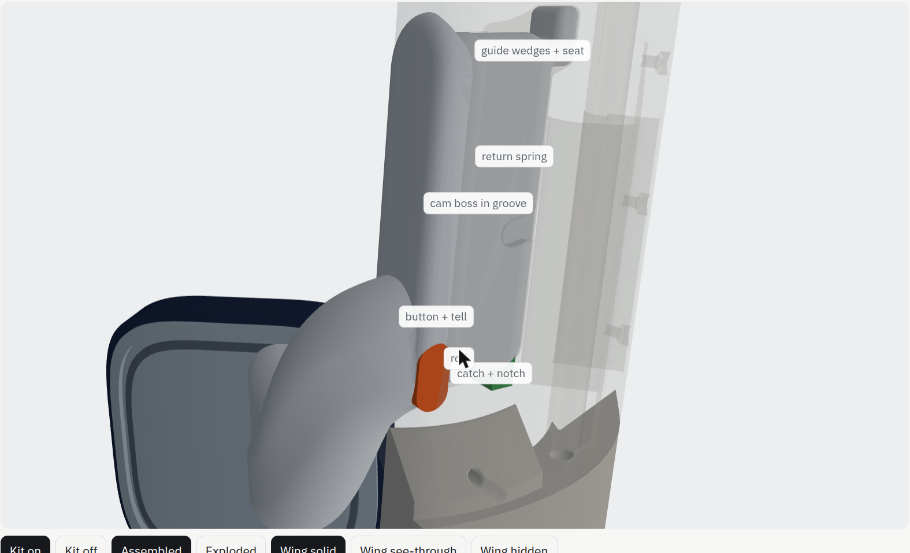 guide wedges + seat
return spring
cam boss in groove
button + tell
catch + notch
Kit on
Kit off
Assembled
Exploded
Wing solid
Wing see-through
Wing hidden